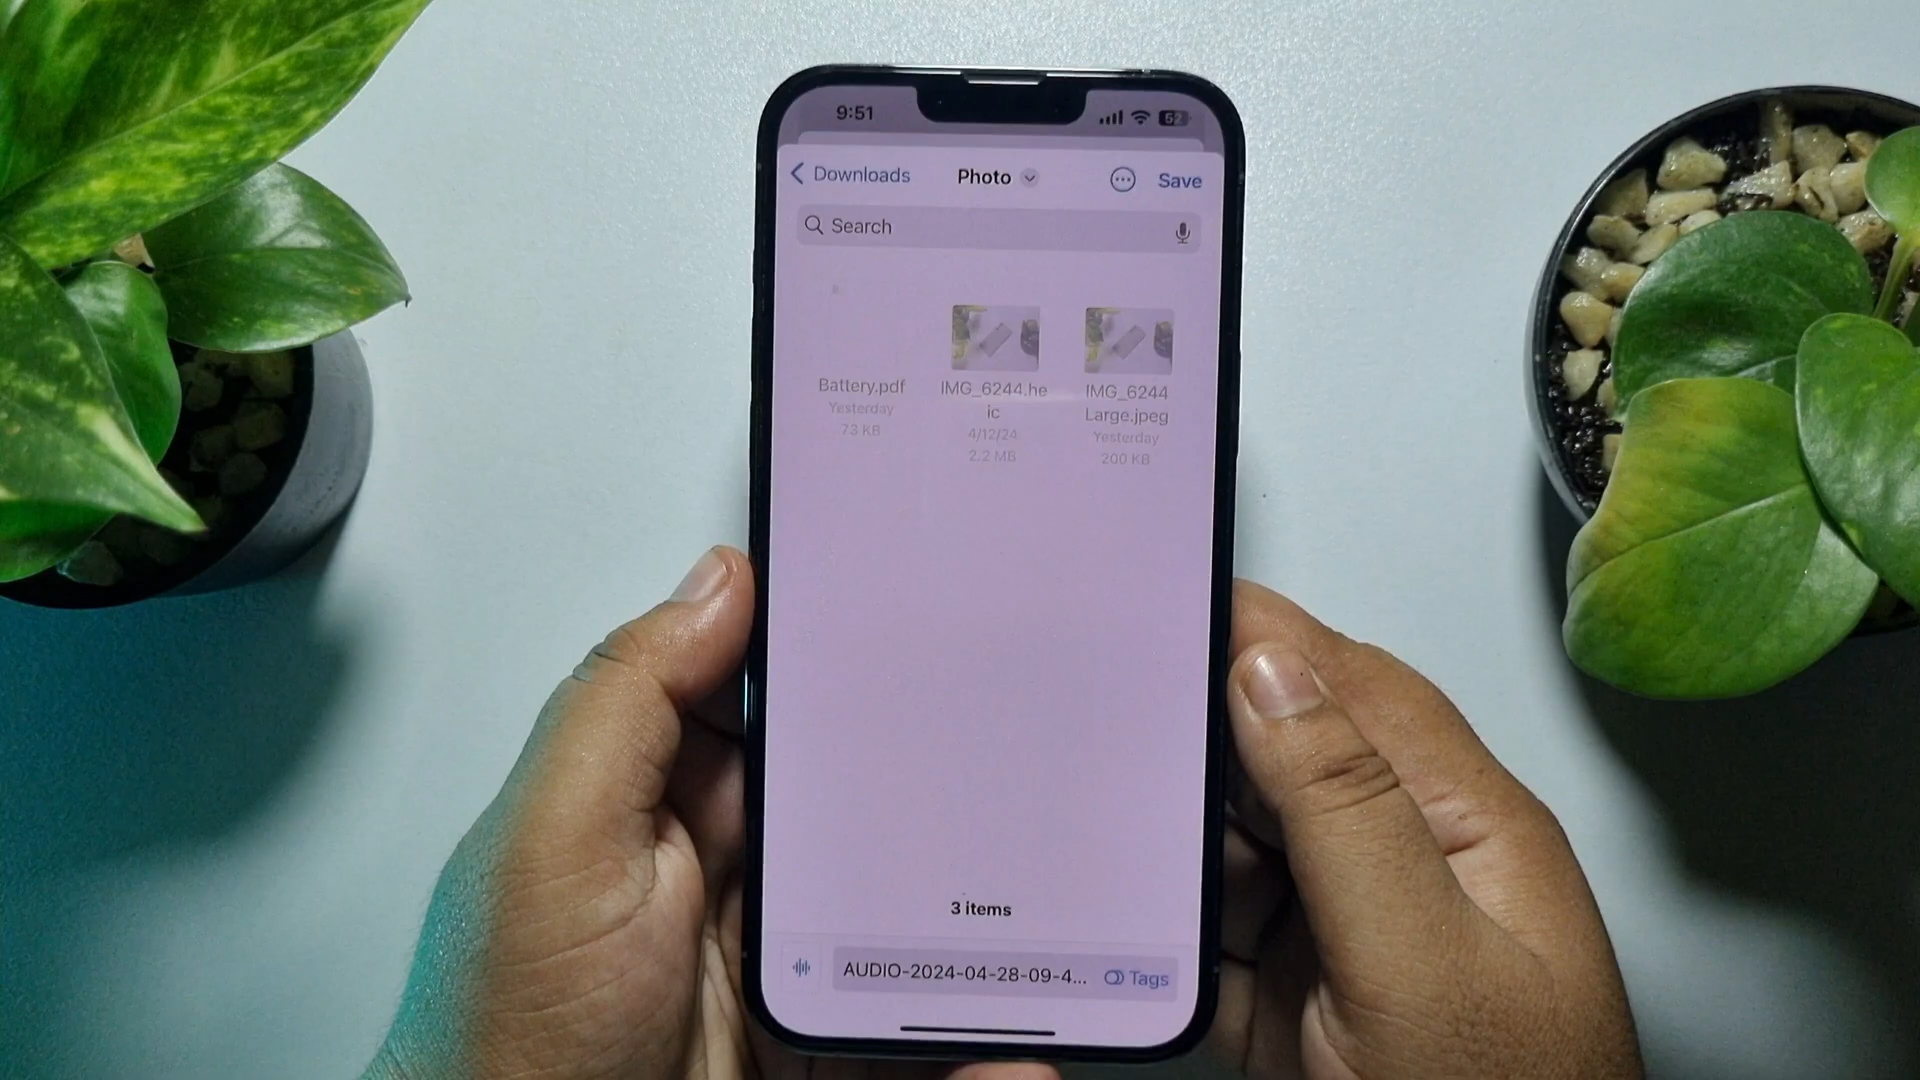 9:51
52
Downloads
Photo
Save
Search
Battery.pdf
Yesterday
73 KB
IMG_6244.he
ic
4/12/24
2.2 MB
IMG_6244
Large.jpeg
Yesterday
200 KB
3 items
AUDIO-2024-04-28-09-4...
Tags